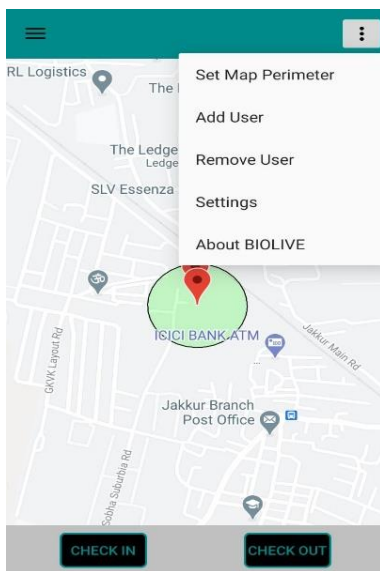 RL Logistics
The
Set Map Perimeter
Add User
Remove User
Settings
About BIOLIVE
The Ledge
Ledge
SLV Essenza
ICICI BANK ATM
Jakkur Main Rd
GKVK Layout Rd
Jakkur Branch
Post Office
Sobha Suburbia Rd
CHECK IN
CHECK OUT